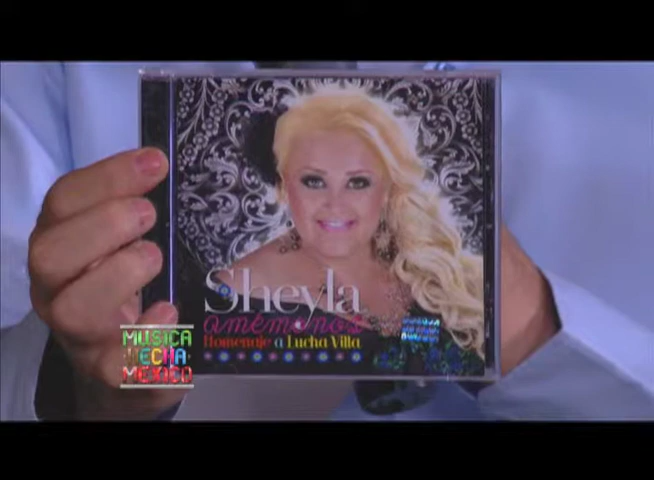 Sheyla
amémonos
Homenaje a Lucha Villa
MUSICA
HECHA
MEXICO